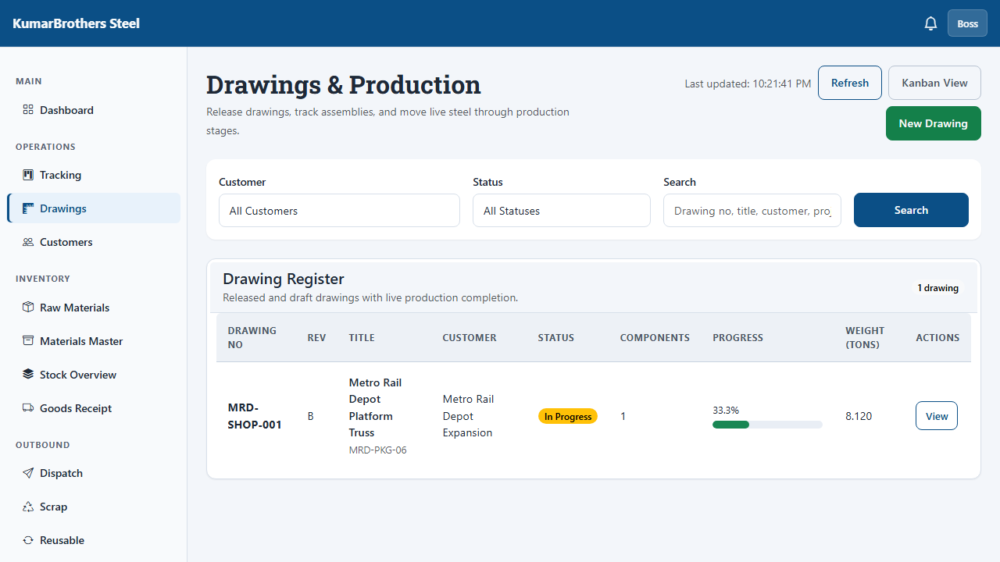 KumarBrothers Steel
Boss
MAIN
Dashboard
OPERATIONS
Tracking
Drawings
Customers
INVENTORY
Raw Materials
Materials Master
Stock Overview
Goods Receipt
OUTBOUND
Dispatch
Scrap
Reusable
Drawings & Production
Release drawings, track assemblies, and move live steel through production
stages.
Last updated: 10:21:41 PM
Refresh
Kanban View
New Drawing
Customer
All Customers
Status
All Statuses
Search
Drawing no, title, customer, pro
Search
Drawing Register
Released and draft drawings with live production completion.
1 drawing
DRAWING
NO
REV
TITLE
CUSTOMER
STATUS
COMPONENTS
PROGRESS
WEIGHT
(TONS)
ACTIONS
MRD-
SHOP-001
B
Metro Rail
Depot
Platform
Truss
MRD-PKG-06
Metro Rail
Depot
Expansion
In Progress
1
33.3%
8.120
View